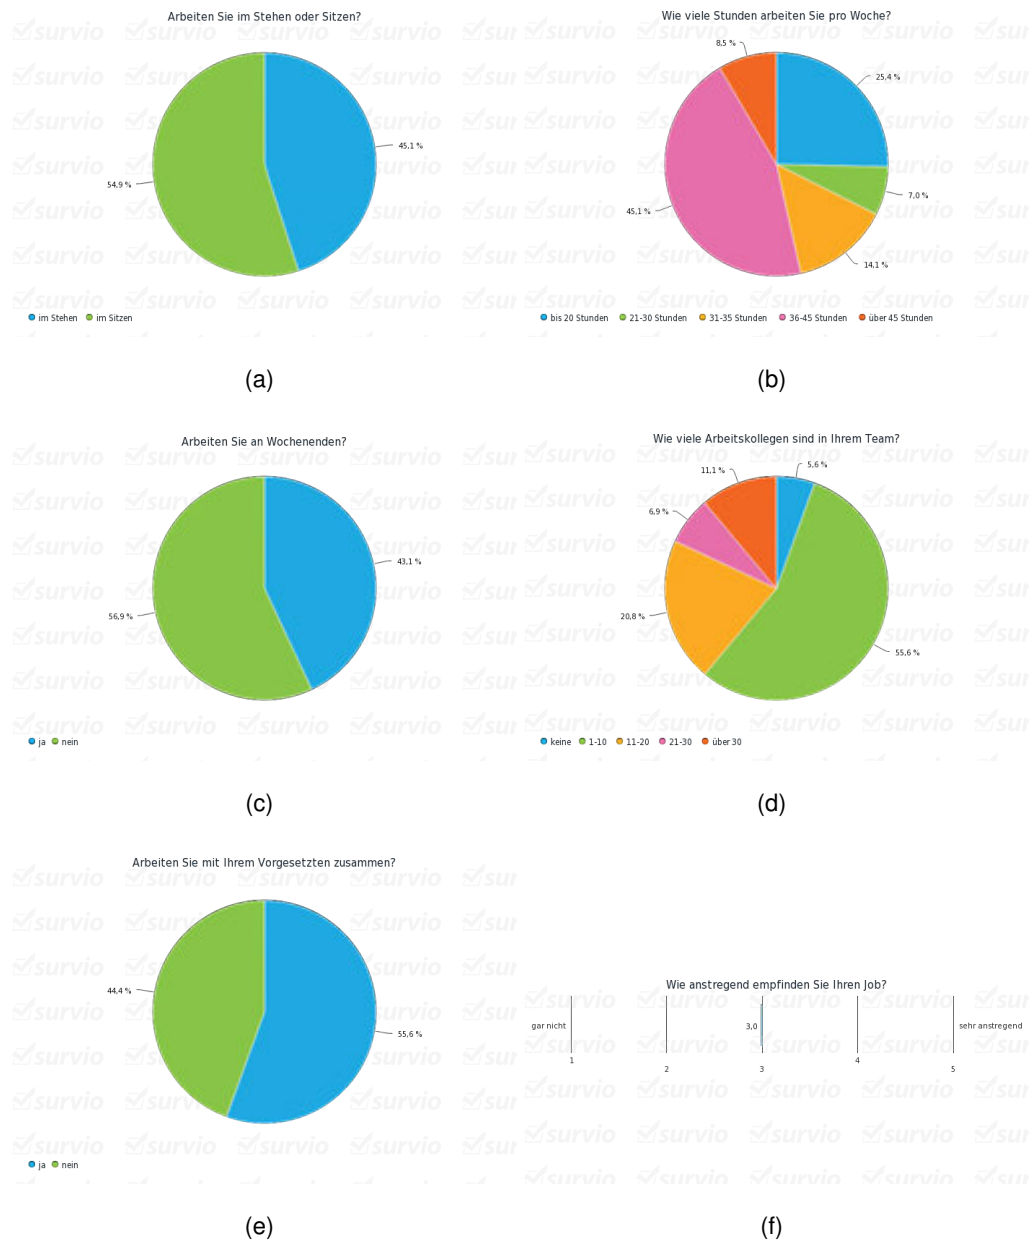 Arbeiten Sie im Stehen oder Sitzen?
45,1 %
54,9 %
im Stehen im Sitzen
(a)
Wie viele Stunden arbeiten Sie pro Woche?
8,5 %
25,4 %
7,0 %
45,1 %
14,1 %
bis 20 Stunden 21-30 Stunden 31-35 Stunden 36-45 Stunden über 45 Stunden
(b)
Arbeiten Sie an Wochenenden?
43,1 %
56,9 %
ja nein
(c)
Wie viele Arbeitskollegen sind in Ihrem Team?
5,6 %
11,1 %
6,9 %
20,8 %
55,6 %
keine 1-10 11-20 21-30 über 30
(d)
Arbeiten Sie mit Ihrem Vorgesetzten zusammen?
44,4 %
55,6 %
ja nein
(e)
Wie anstregend empfinden Sie Ihren Job?
gar nicht 3,0 sehr anstregend
1 2 3 4 5
(f)
survio